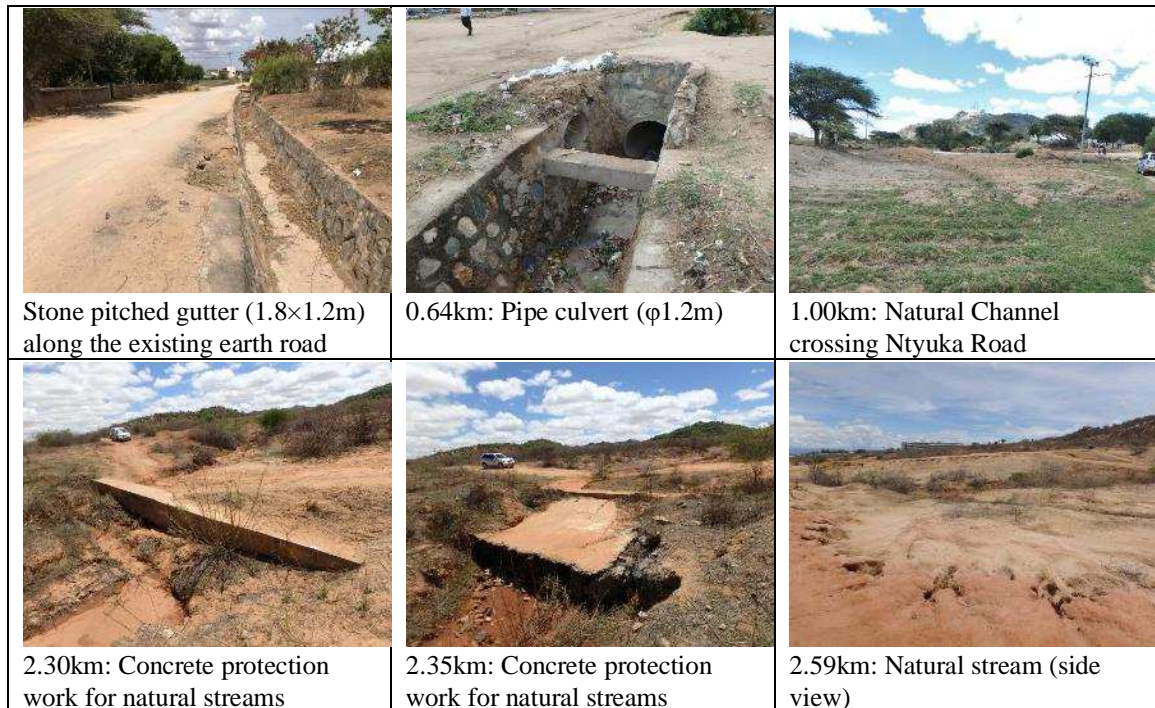 Stone pitched gutter (1.8×1.2m)
along the existing earth road
0.64km: Pipe culvert (φ1.2m)
1.00km: Natural Channel
crossing Ntyuka Road
2.30km: Concrete protection
work for natural streams
2.35km: Concrete protection
work for natural streams
2.59km: Natural stream (side
view)